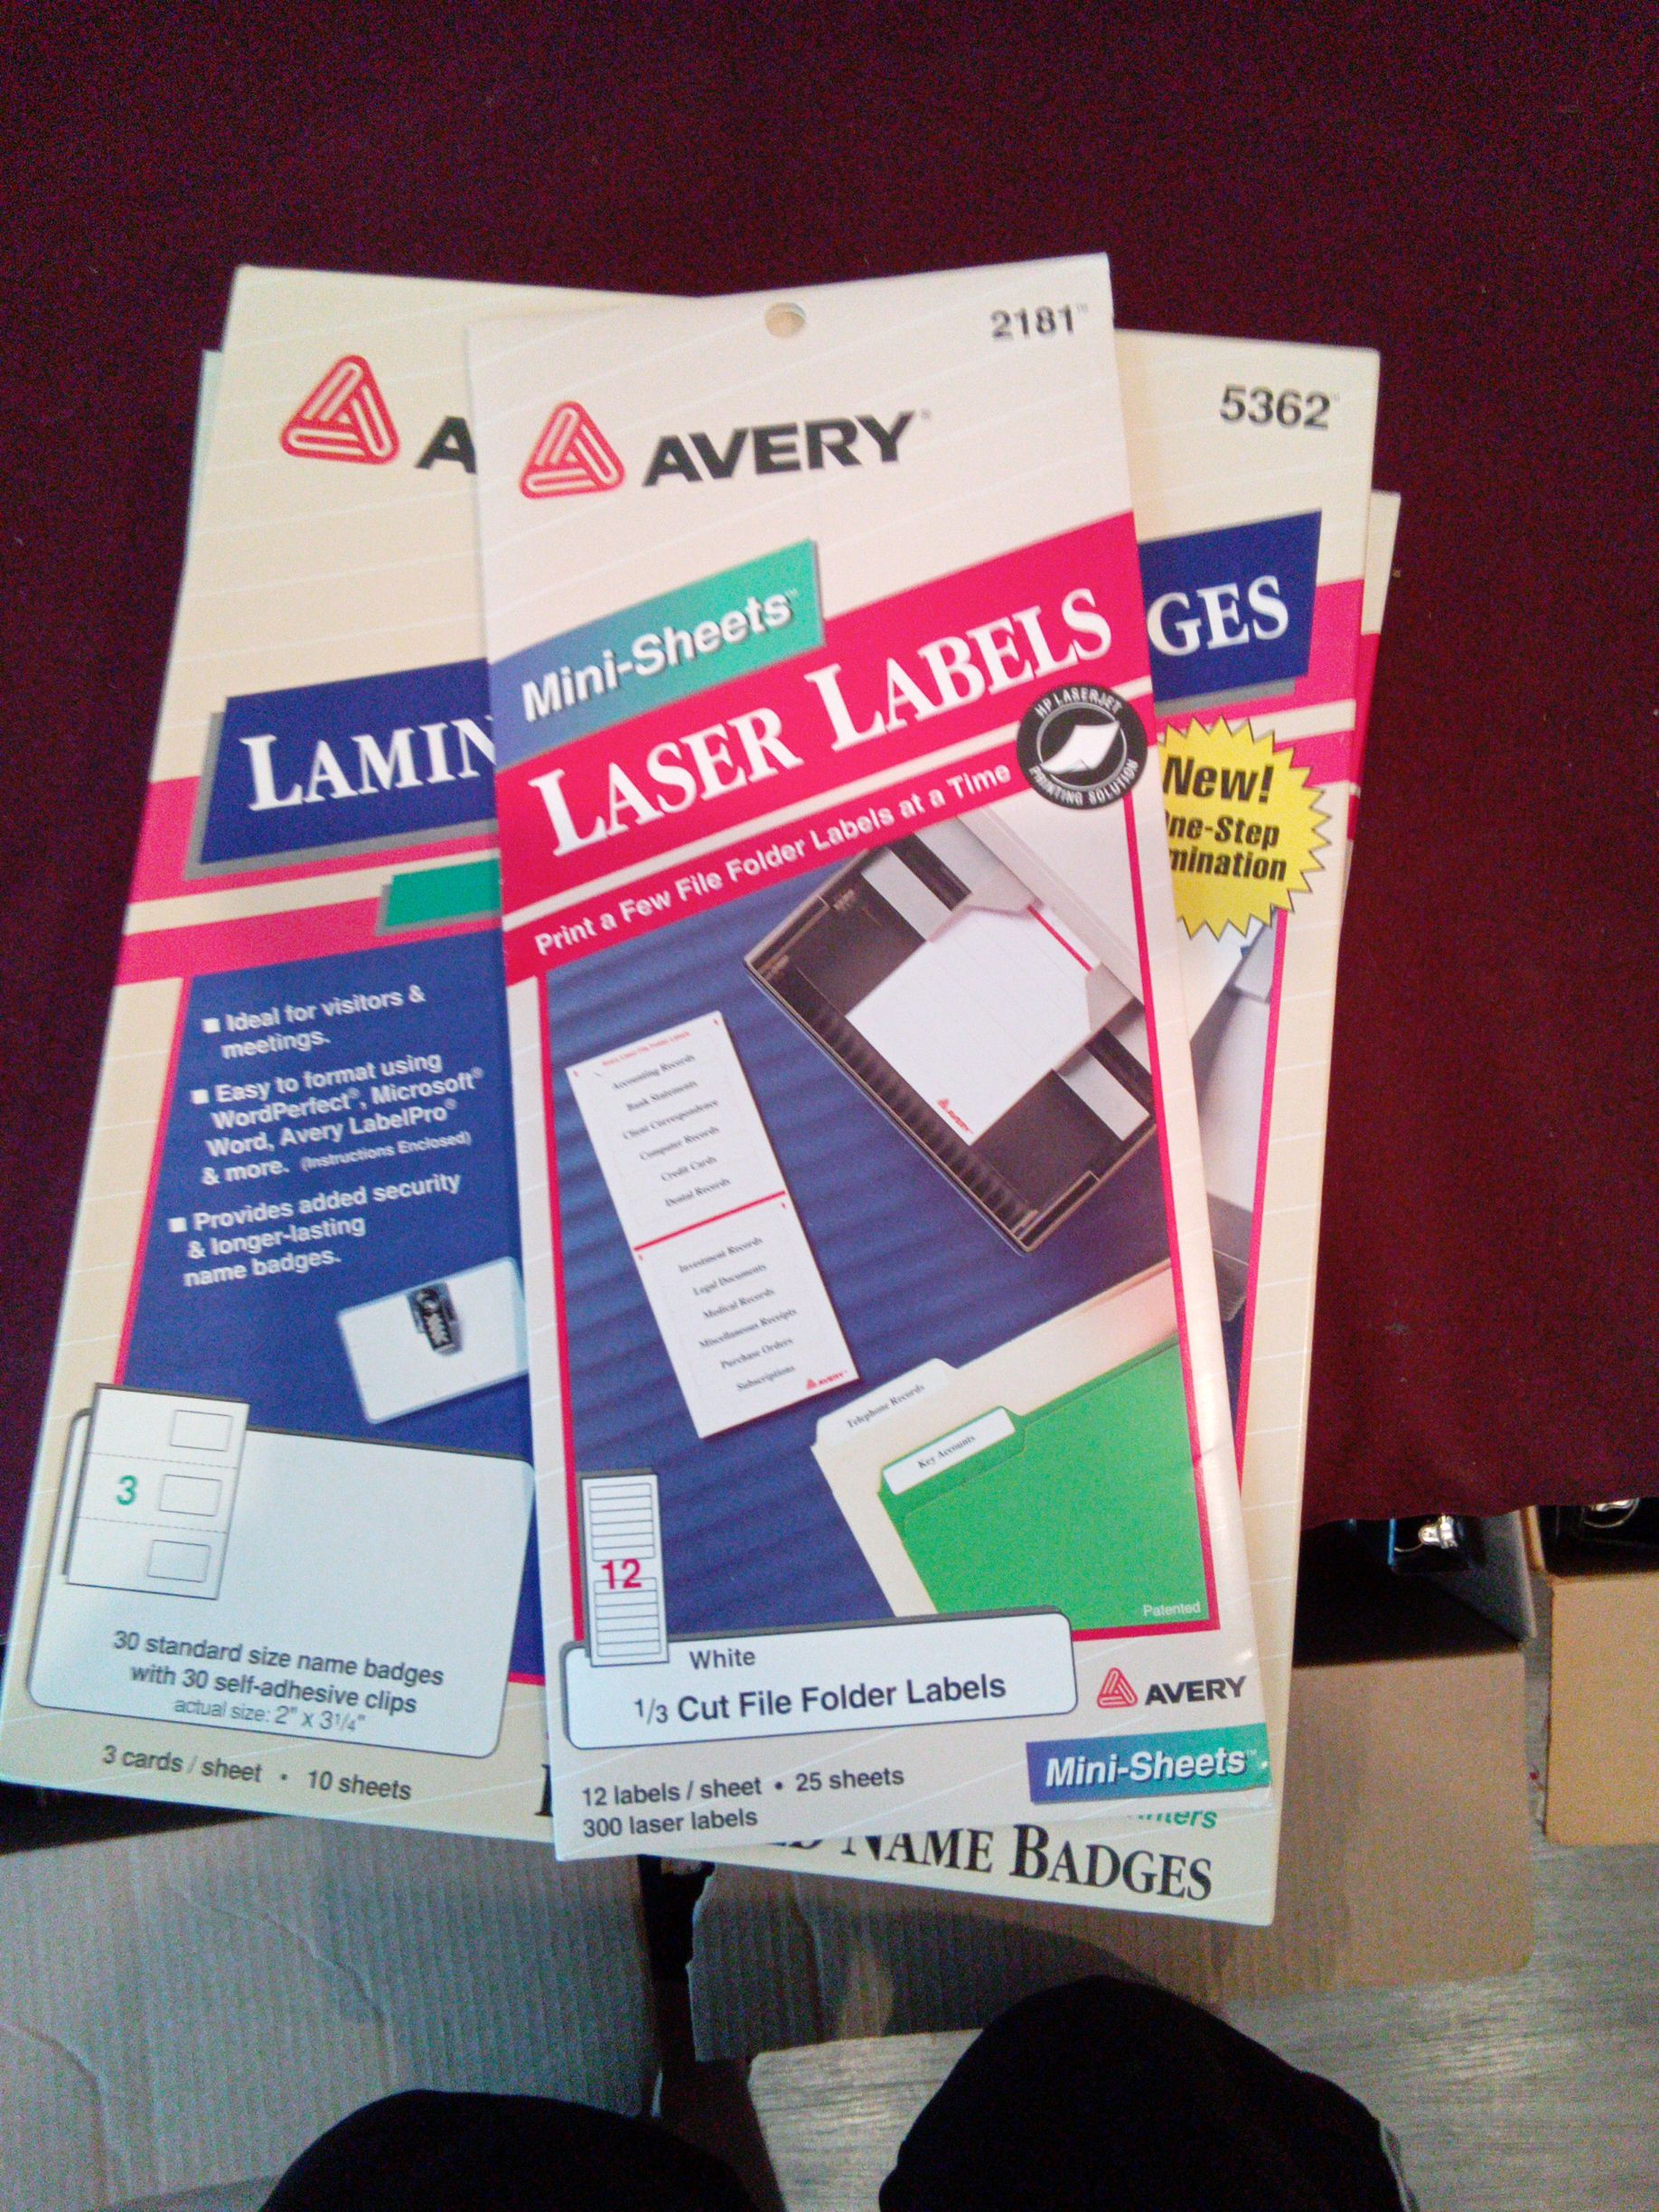 2181™
AVERY®
Mini-Sheets™
LASER LABELS
Print a Few File Folder Labels at a Time
HP LASERJET
PRINTING SOLUTION
Accounting Records
Bank Statements
Client Correspondence
Computer Records
Credit Cards
Dental Records
Investment Records
Legal Documents
Medical Records
Miscellaneous Receipts
Purchase Orders
Subscriptions
AVERY
AVERY
Telephone Records
Key Accounts
Patented
12
White
1/3 Cut File Folder Labels
AVERY
Mini-Sheets™
12 labels / sheet • 25 sheets
300 laser labels
A
LAMIN
■ Ideal for visitors &
meetings.
■ Easy to format using
WordPerfect®, Microsoft®
Word, Avery LabelPro®
& more. (Instructions Enclosed)
■ Provides added security
& longer-lasting
name badges.
3
30 standard size name badges
with 30 self-adhesive clips
actual size: 2" x 3 1/4"
3 cards / sheet • 10 sheets
5362™
GES
New!
ne-Step
mination
NAME BADGES